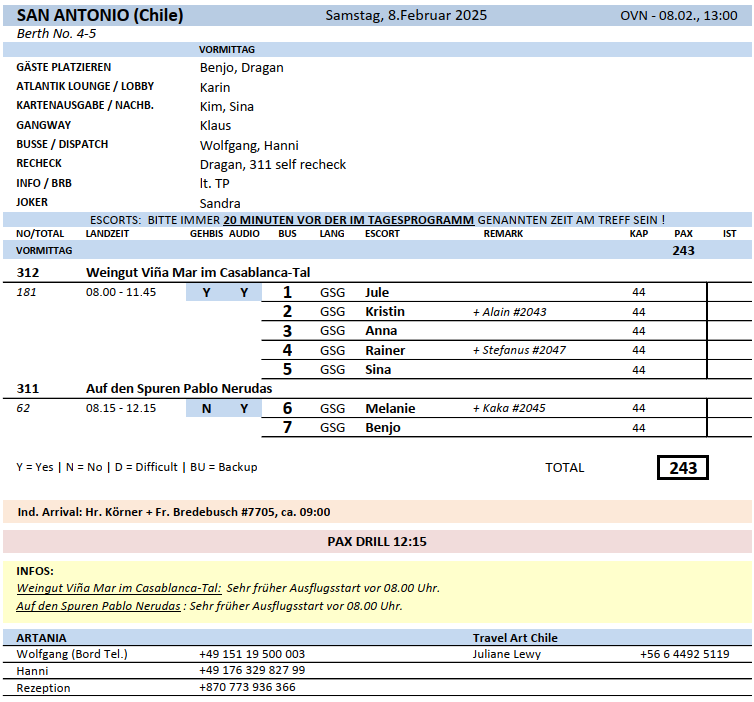 SAN ANTONIO (Chile) Samstag, 8.Februar 2025 OVN - 08.02., 13:00
Berth No. 4-5
VORMITTAG
GÄSTE PLATZIEREN Benjo, Dragan
ATLANTIK LOUNGE / LOBBY Karin
KARTENAUSGABE / NACHB. Kim, Sina
GANGWAY Klaus
BUSSE / DISPATCH Wolfgang, Hanni
RECHECK Dragan, 311 self recheck
INFO / BRB lt. TP
JOKER Sandra
ESCORTS: BITTE IMMER 20 MINUTEN VOR DER IM TAGESPROGRAMM GENANNTEN ZEIT AM TREFF SEIN !
NO/TOTAL LANDZEIT GEHBIS AUDIO BUS LANG ESCORT REMARK KAP PAX IST
VORMITTAG 243
312 Weingut Viña Mar im Casablanca-Tal
181 08.00 - 11.45 Y Y 1 GSG Jule 44
2 GSG Kristin + Alain #2043 44
3 GSG Anna 44
4 GSG Rainer + Stefanus #2047 44
5 GSG Sina 44
311 Auf den Spuren Pablo Nerudas
62 08.15 - 12.15 N Y 6 GSG Melanie + Kaka #2045 44
7 GSG Benjo 44
Y = Yes | N = No | D = Difficult | BU = Backup TOTAL 243
Ind. Arrival: Hr. Körner + Fr. Bredebusch #7705, ca. 09:00
PAX DRILL 12:15
INFOS:
Weingut Viña Mar im Casablanca-Tal: Sehr früher Ausflugsstart vor 08.00 Uhr.
Auf den Spuren Pablo Nerudas : Sehr früher Ausflugsstart vor 08.00 Uhr.
ARTANIA Travel Art Chile
Wolfgang (Bord Tel.) +49 151 19 500 003 Juliane Lewy +56 6 4492 5119
Hanni +49 176 329 827 99
Rezeption +870 773 936 366